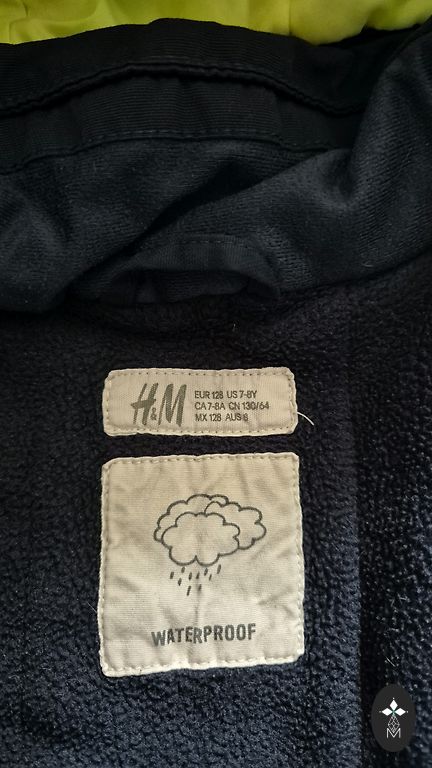 H&M
EUR 128 US 7-8Y
CA 7-8A CN 130/64
MX 128 AUS 8
WATERPROOF
M